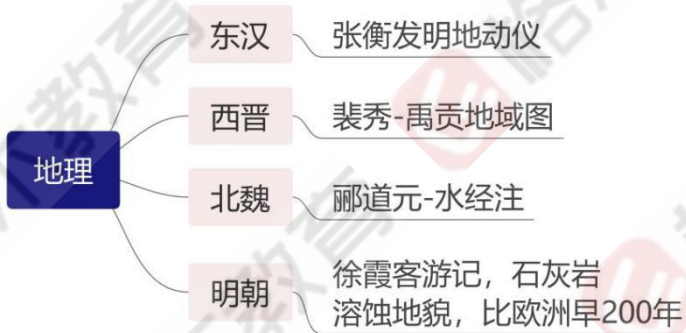 地理
东汉
张衡发明地动仪
西晋
裴秀-禹贡地域图
北魏
郦道元-水经注
明朝
徐霞客游记，石灰岩
溶蚀地貌，比欧洲早200年